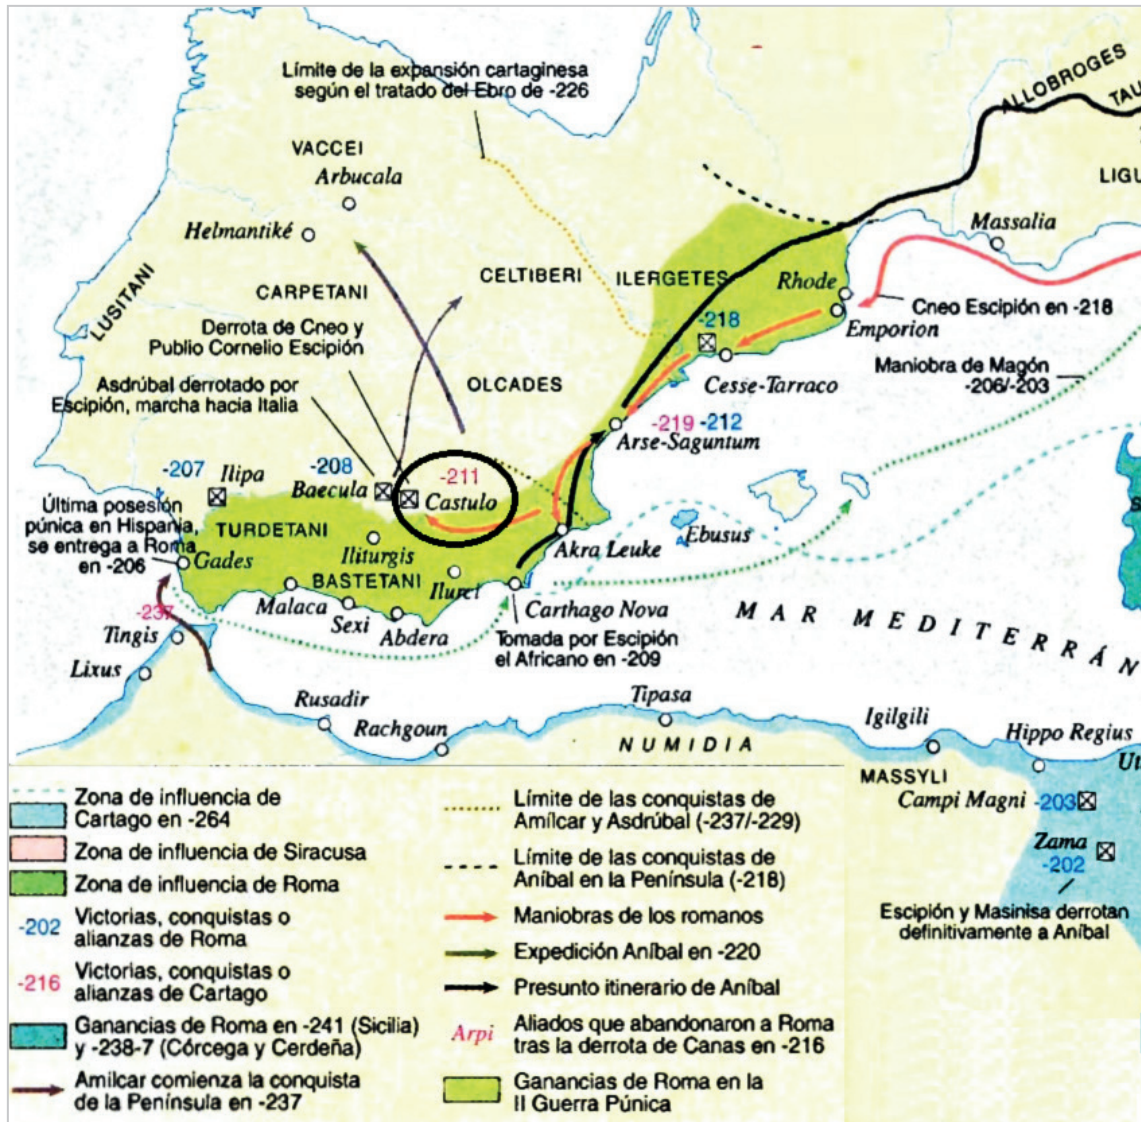 Límite de la expansión cartaginesa
según el tratado del Ebro de -226
ALLOBROGES
TAU
LIGU
VACCEI
Arbucala
Helmantiké
Massalia
LUSITANI
CARPETANI
CELTIBERI
ILERGETES
Rhode
Cneo Escipión en -218
Emporion
Derrota de Cneo y
Publio Cornelio Escipión
-218
Maniobra de Magón
-206/-203
Asdrúbal derrotado por
Escipión, marcha hacia Italia
OLCADES
Cesse-Tarraco
-219 -212
Arse-Saguntum
-207
Ilipa
-208
Baecula
-211
Castulo
Última posesión
púnica en Hispania,
se entrega a Roma
en -206
Gades
TURDETANI
Iliturgis
BASTETANI
Ilurci
Akra Leuke
Ebusus
S
Malaca
Sexi
Abdera
Carthago Nova
Tomada por Escipión
el Africano en -209
MAR MEDITERRÁN
-237
Tingis
Lixus
Rusadir
Rachgoun
Tipasa
Igilgili
Hippo Regius
Ut
NUMIDIA
MASSYLI
Campi Magni -203
Zama
-202
Escipión y Masinisa derrotan
definitivamente a Aníbal
Zona de influencia de
Cartago en -264
Zona de influencia de Siracusa
Zona de influencia de Roma
-202 Victorias, conquistas o
alianzas de Roma
-216 Victorias, conquistas o
alianzas de Cartago
Ganancias de Roma en -241 (Sicilia)
y -238-7 (Córcega y Cerdeña)
Amilcar comienza la conquista
de la Península en -237
Límite de las conquistas de
Amílcar y Asdrúbal (-237/-229)
Límite de las conquistas de
Aníbal en la Península (-218)
Maniobras de los romanos
Expedición Aníbal en -220
Presunto itinerario de Aníbal
Arpi Aliados que abandonaron a Roma
tras la derrota de Canas en -216
Ganancias de Roma en la
II Guerra Púnica